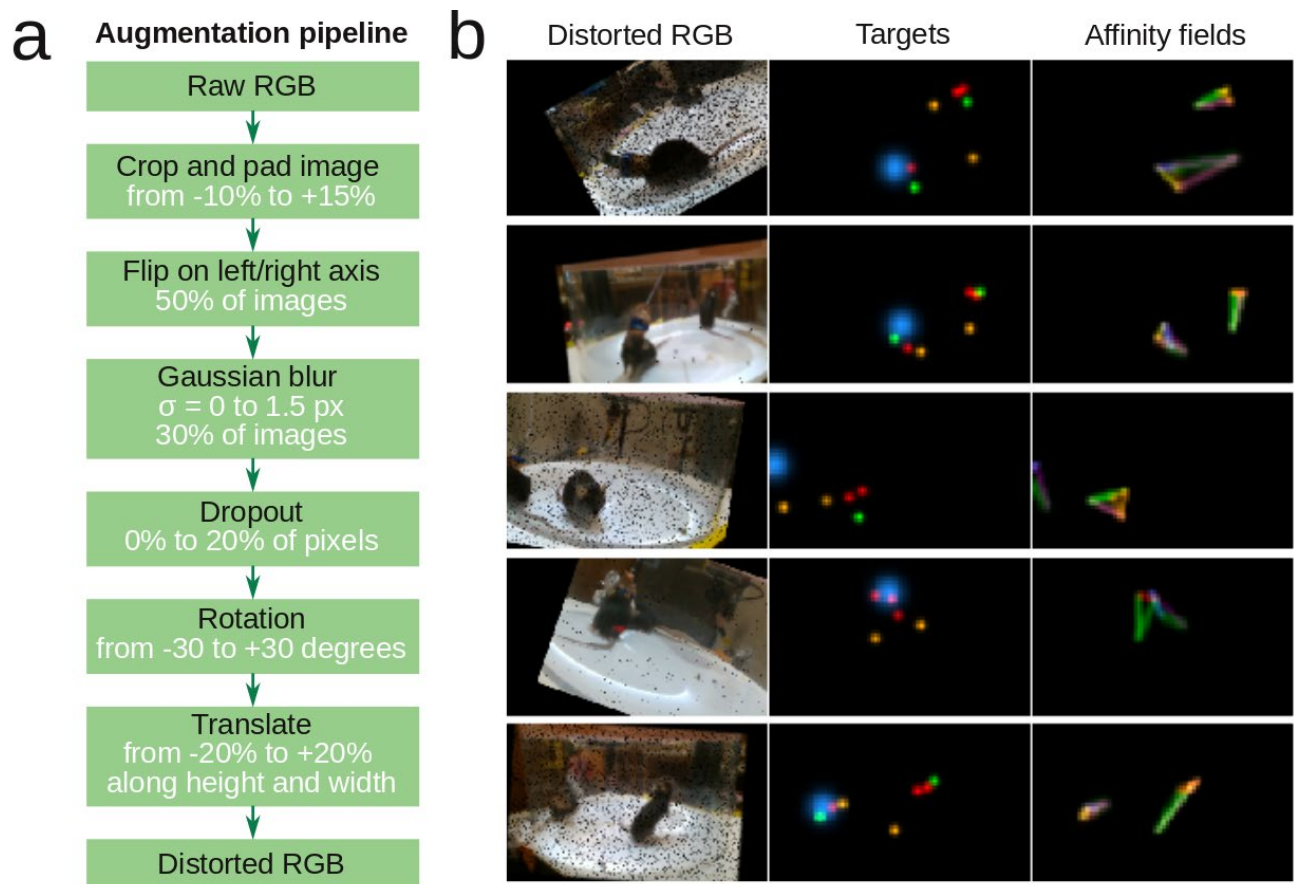 a
Augmentation pipeline
Raw RGB
Crop and pad image
from -10% to +15%
Flip on left/right axis
50% of images
Gaussian blur
σ = 0 to 1.5 px
30% of images
Dropout
0% to 20% of pixels
Rotation
from -30 to +30 degrees
Translate
from -20% to +20%
along height and width
Distorted RGB
b
Distorted RGB
Targets
Affinity fields